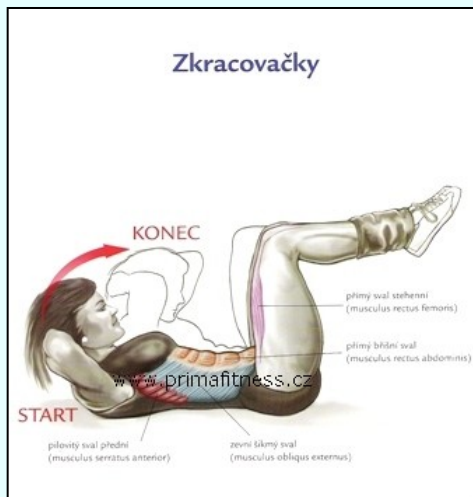 Zkracovačky
KONEC
přímý sval stehenní
(musculus rectus femoris)
přímý břišní sval
(musculus rectus abdominis)
www.primafitness.cz
START
pilovitý sval přední
(musculus serratus anterior)
zevní šikmý sval
(musculus obliqus externus)